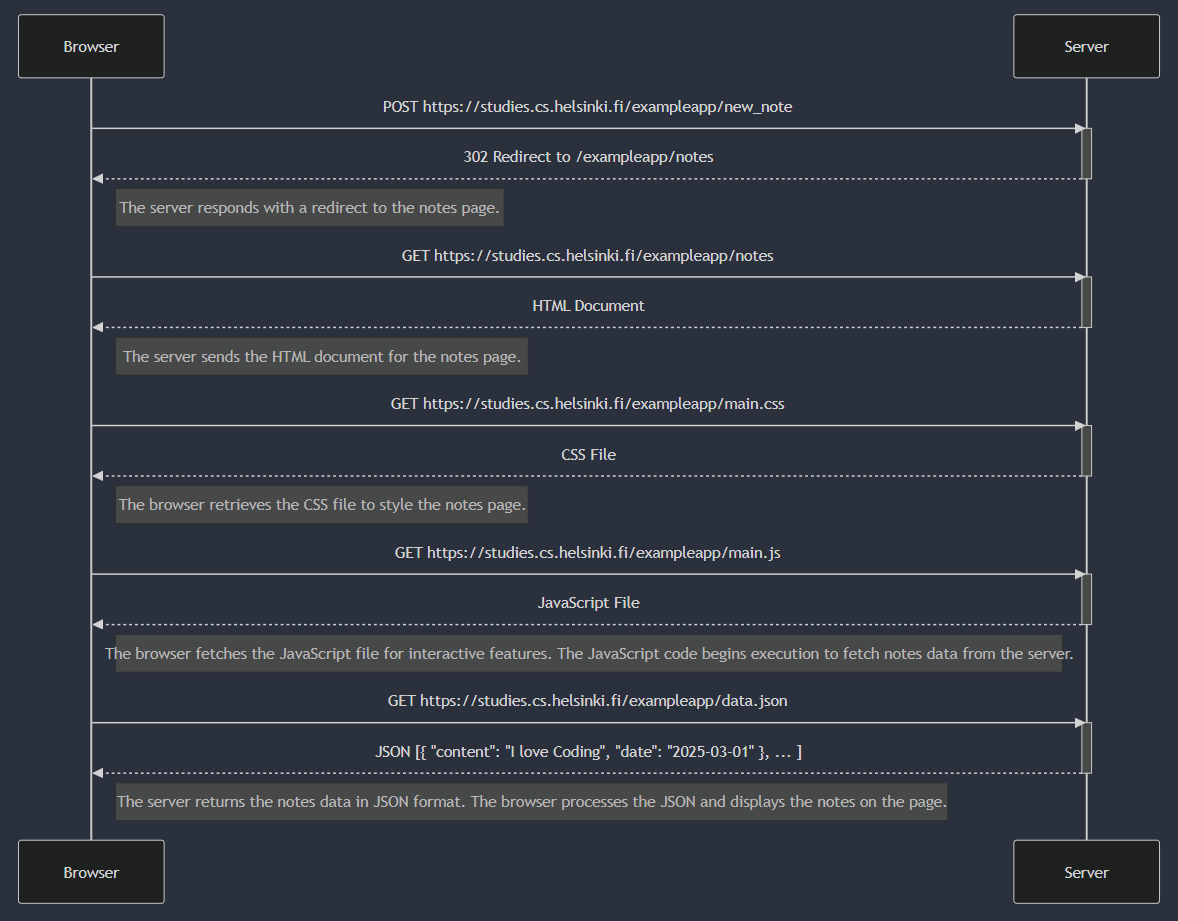 Browser
Server
POST https://studies.cs.helsinki.fi/exampleapp/new_note
302 Redirect to /exampleapp/notes
The server responds with a redirect to the notes page.
GET https://studies.cs.helsinki.fi/exampleapp/notes
HTML Document
The server sends the HTML document for the notes page.
GET https://studies.cs.helsinki.fi/exampleapp/main.css
CSS File
The browser retrieves the CSS file to style the notes page.
GET https://studies.cs.helsinki.fi/exampleapp/main.js
JavaScript File
The browser fetches the JavaScript file for interactive features. The JavaScript code begins execution to fetch notes data from the server.
GET https://studies.cs.helsinki.fi/exampleapp/data.json
JSON [{ "content": "I love Coding", "date": "2025-03-01" }, ... ]
The server returns the notes data in JSON format. The browser processes the JSON and displays the notes on the page.
Browser
Server